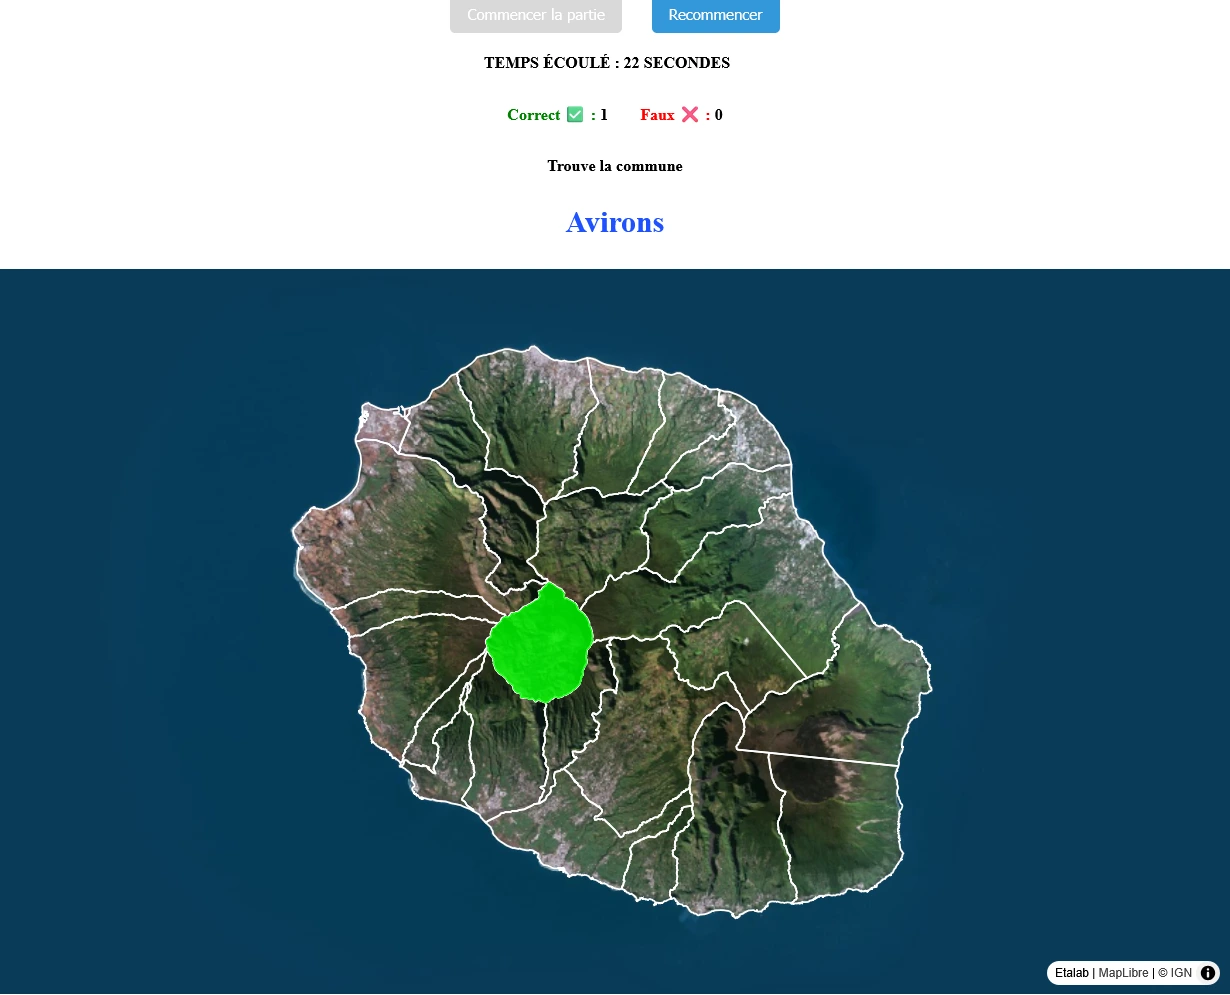 Commencer la partie
Recommencer
TEMPS ÉCOULÉ : 22 SECONDES
Correct ✅ : 1 Faux ❌ : 0
Trouve la commune
Avirons
Etalab | MapLibre | © IGN